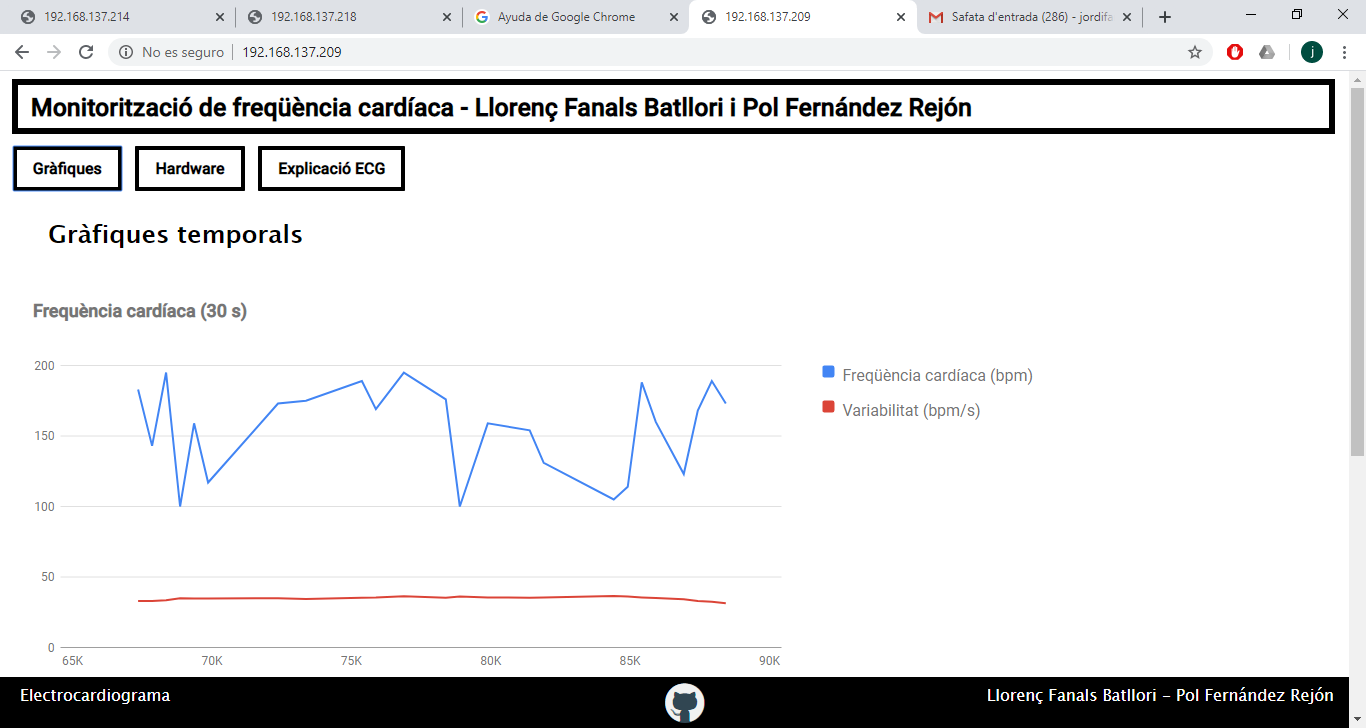 192.168.137.214
192.168.137.218
Ayuda de Google Chrome
192.168.137.209
Safata d'entrada (286) - jordifa
No es seguro
192.168.137.209
j
Monitorització de freqüència cardíaca - Llorenç Fanals Batllori i Pol Fernández Rejón
Gràfiques
Hardware
Explicació ECG
Gràfiques temporals
Frequència cardíaca (30 s)
200
150
100
50
0
65K
70K
75K
80K
85K
90K
Freqüència cardíaca (bpm)
Variabilitat (bpm/s)
Electrocardiograma
Llorenç Fanals Batllori - Pol Fernández Rejón